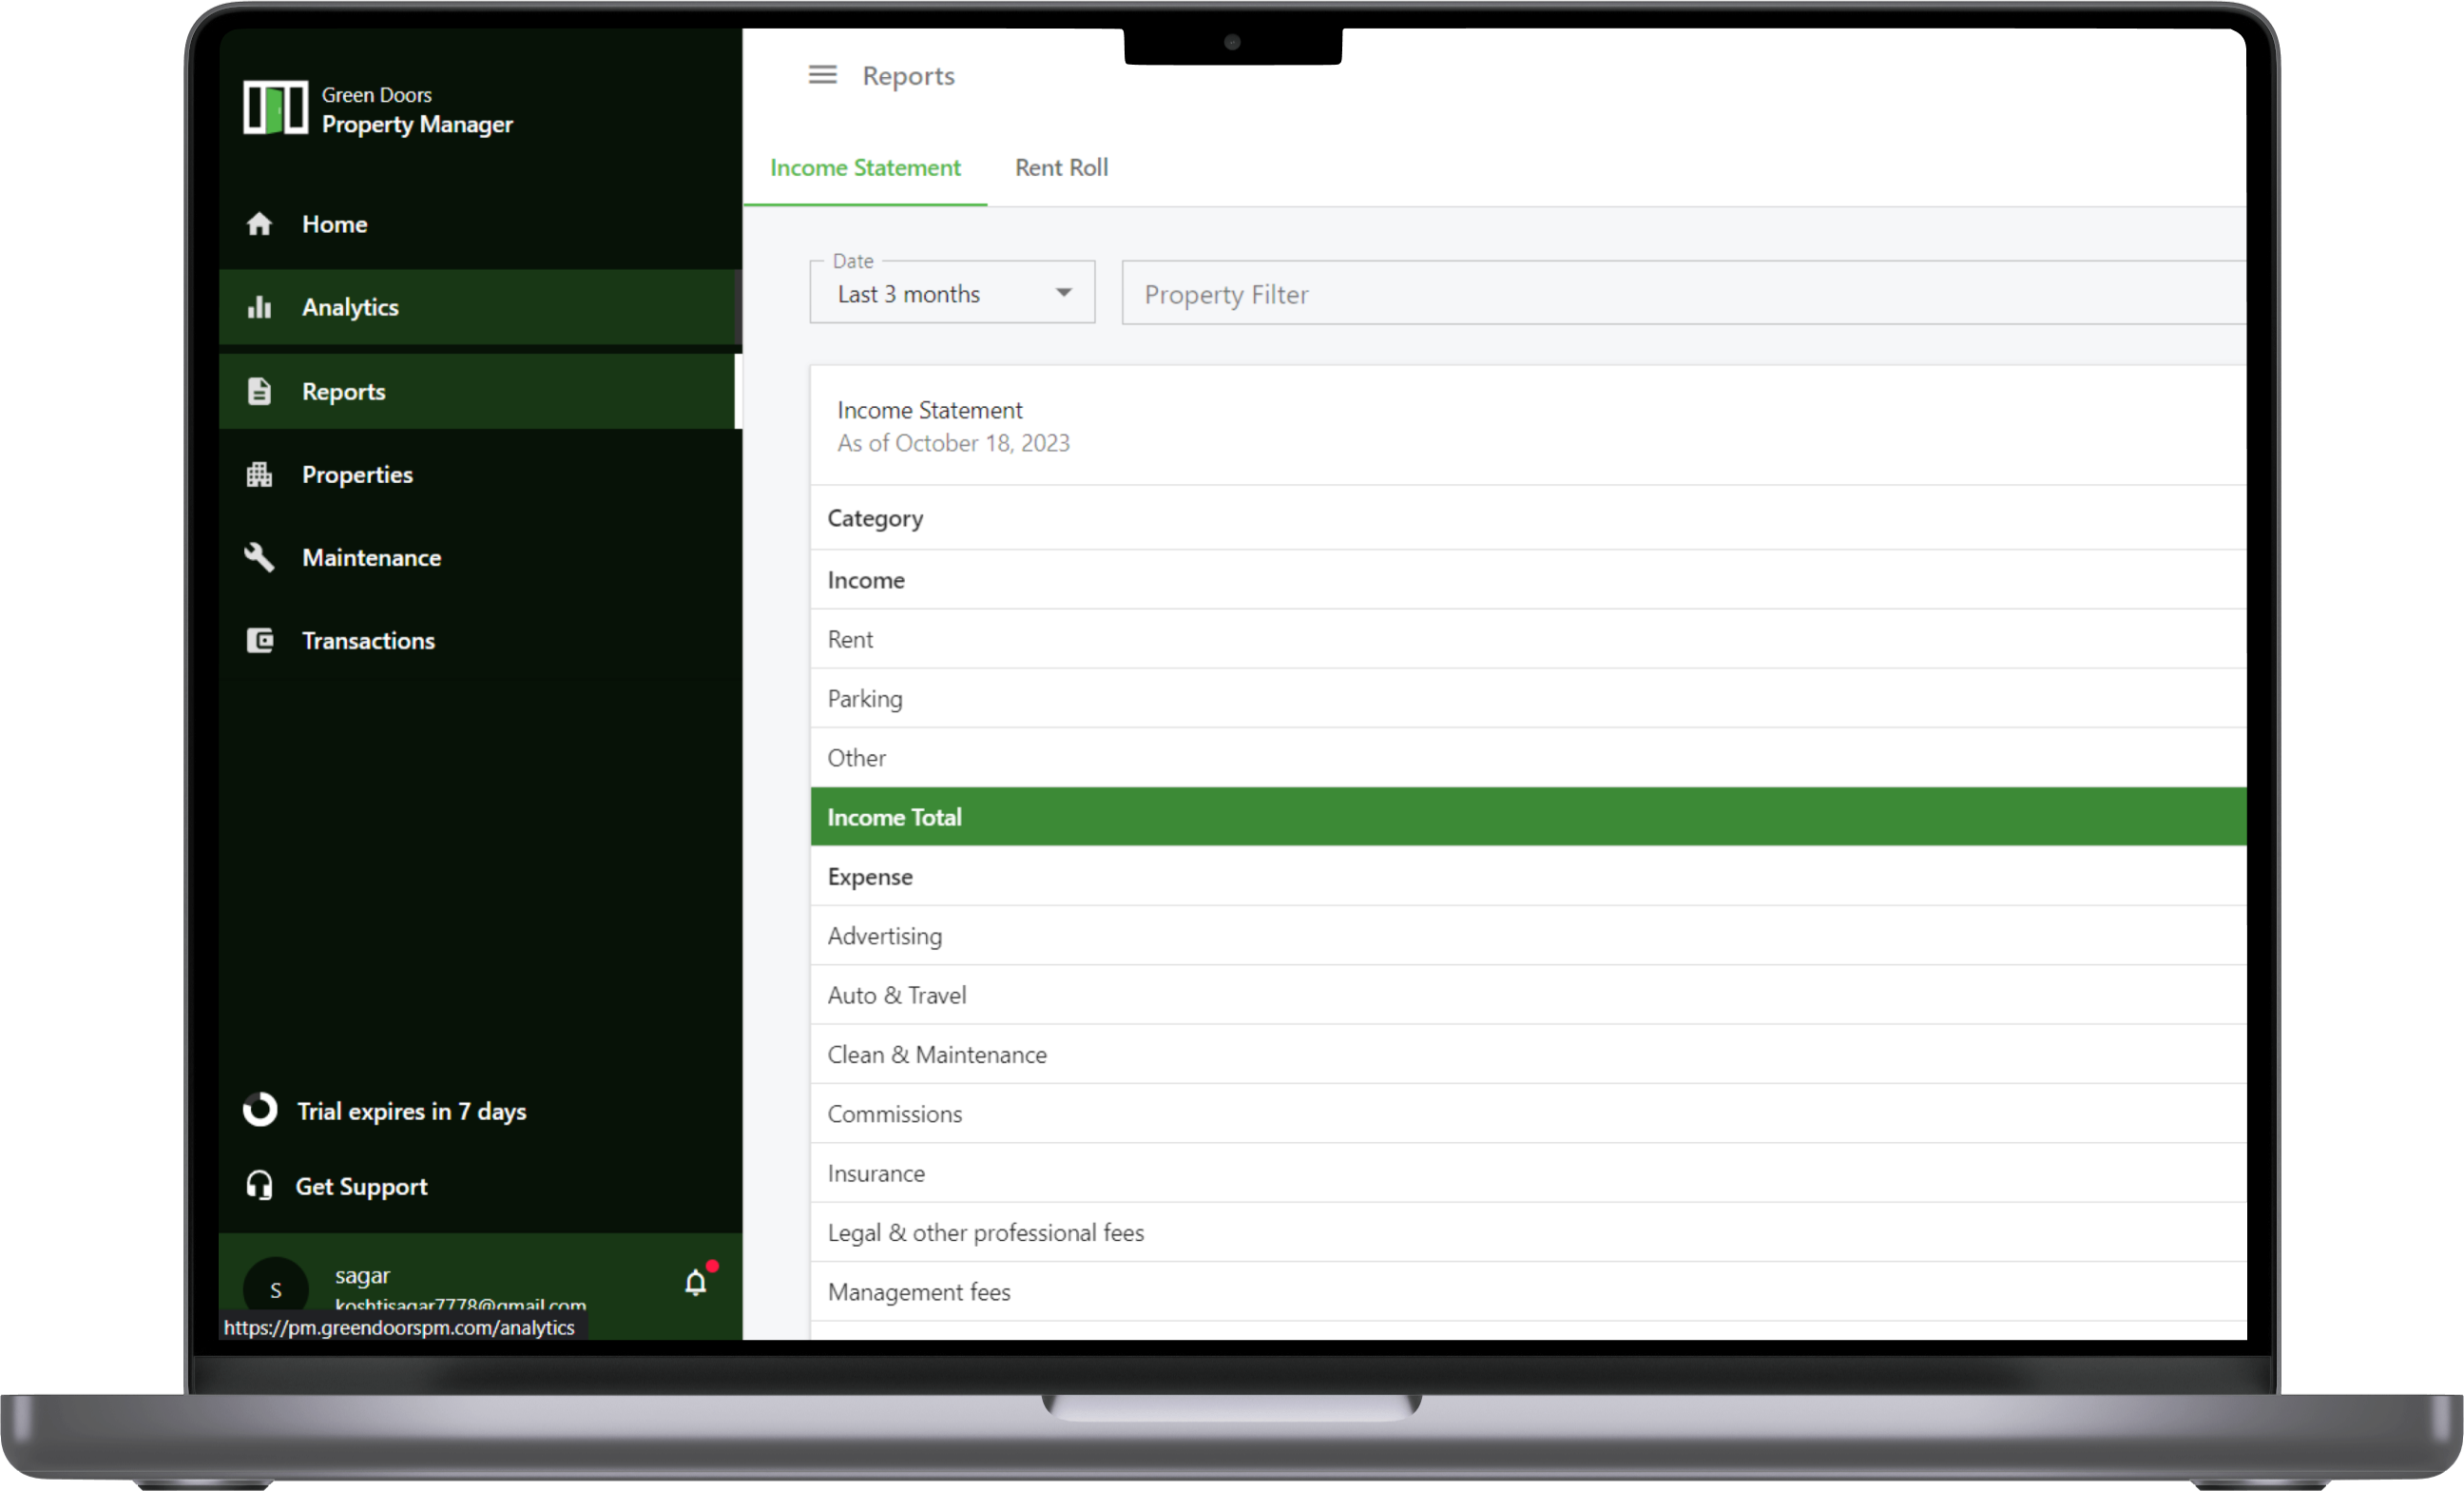 Green Doors
Property Manager
Home
Analytics
Reports
Properties
Maintenance
Transactions
Trial expires in 7 days
Get Support
S
sagar
koshtisagar7778@gmail.com
https://pm.greendoorspm.com/analytics
Reports
Income Statement
Rent Roll
Date
Last 3 months
Property Filter
Income Statement
As of October 18, 2023
Category
Income
Rent
Parking
Other
Income Total
Expense
Advertising
Auto & Travel
Clean & Maintenance
Commissions
Insurance
Legal & other professional fees
Management fees